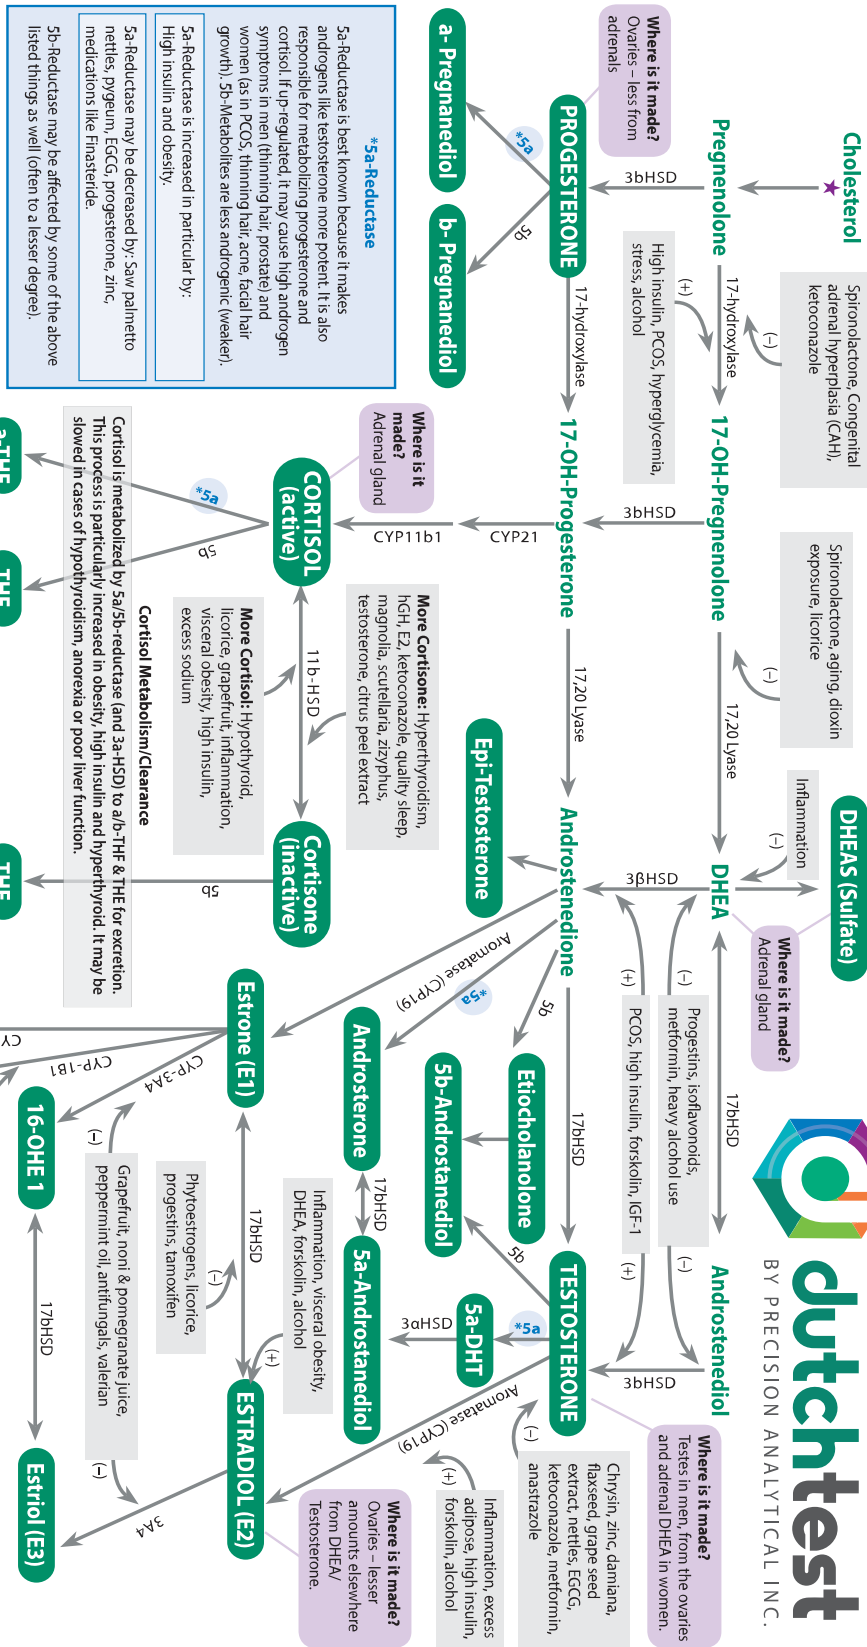 Cholesterol
Spironolactone, Congenital
adrenal hyperplasia (CAH),
ketoconazole
(–)
Spironolactone, aging, dioxin
exposure, licorice
(–)
DHEAS (Sulfate)
Inflammation
(–)
Where is it made?
Adrenal gland
dutchtest
BY PRECISION ANALYTICAL INC.
Pregnenolone
17-hydroxylase
17-OH-Pregnenolone
17,20 Lyase
DHEA
17bHSD
Androstenediol
High insulin, PCOS, hyperglycemia,
stress, alcohol
(+)
3bHSD
3bHSD
3βHSD
3bHSD
(–)
Progestins, isoflavonoids,
metformin, heavy alcohol use
(–)
(+)
PCOS, high insulin, forskolin, IGF-1
(+)
Where is it made?
Ovaries – less from
adrenals
Where is it made?
Testes in men, from the ovaries
and adrenal DHEA in women.
PROGESTERONE
17-hydroxylase
17-OH-Progesterone
17,20 Lyase
Androstenedione
17bHSD
TESTOSTERONE
*5a
5b
a- Pregnanediol
b- Pregnanediol
CYP21
CYP11b1
Epi-Testosterone
Aromatase (CYP19)
*5a
5b
Etiocholanolone
5b-Androstanediol
5b
*5a
5a-DHT
3αHSD
Androsterone
17bHSD
5a-Androstanediol
Aromatase (CYP19)
(–)
Chrysin, zinc, damiana,
flaxseed, grape seed
extract, nettles, EGCG,
ketoconazole, metformin,
anastrazole
(+)
Inflammation, excess
adipose, high insulin,
forskolin, alcohol
Where is it made?
Ovaries – lesser
amounts elsewhere
from DHEA/
Testosterone.
*5a-Reductase
5a-Reductase is best known because it makes
androgens like testosterone more potent. It is also
responsible for metabolizing progesterone and
cortisol. If up-regulated, it may cause high androgen
symptoms in men (thinning hair, prostate) and
women (as in PCOS, thinning hair, acne, facial hair
growth). 5b-Metabolites are less androgenic (weaker).
5a-Reductase is increased in particular by:
High insulin and obesity.
5a-Reductase may be decreased by: Saw palmetto
nettles, pygeum, EGCG, progesterone, zinc,
medications like Finasteride.
5b-Reductase may be affected by some of the above
listed things as well (often to a lesser degree).
Where is it
made?
Adrenal gland
CORTISOL
(active)
11b-HSD
Cortisone
(inactive)
More Cortisone: Hyperthyroidism,
hGH, E2, ketoconazole, quality sleep,
magnolia, scutellaria, zizyphus,
testosterone, citrus peel extract
More Cortisol: Hypothyroid,
licorice, grapefruit, inflammation,
visceral obesity, high insulin,
excess sodium
*5a
5b
5b
Cortisol Metabolism/Clearance
Cortisol is metabolized by 5a/5b-reductase (and 3a-HSD) to a/b-THF & THE for excretion.
This process is particularly increased in obesity, high insulin and hyperthyroid. It may be
slowed in cases of hypothyroidism, anorexia or poor liver function.
a-THF
THF
THE
Estrone (E1)
17bHSD
ESTRADIOL (E2)
Inflammation, visceral obesity,
DHEA, forskolin, alcohol
(+)
Phytoestrogens, licorice,
progestins, tamoxifen
(–)
CY
CYP-1B1
CYP-3A4
(–)
Grapefruit, noni & pomegranate juice,
peppermint oil, antifungals, valerian
(–)
3A4
16-OHE 1
17bHSD
Estriol (E3)